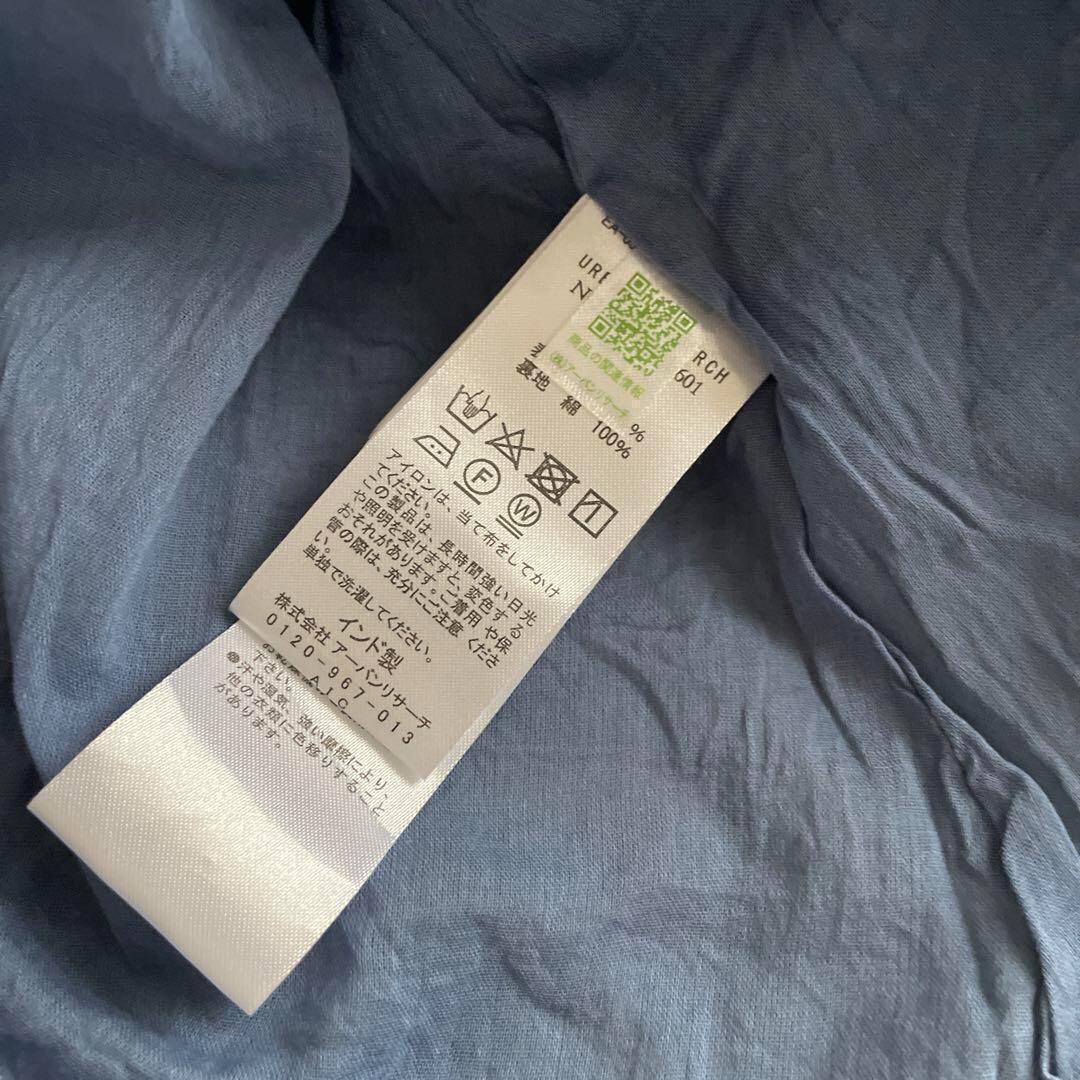 URB
RCH
601
商品の関連情報
(株)アーバンリサーチ
%
裏地 綿 100%
F
W
アイロンは、当て布をしてかけ
てください。
この製品は、長時間強い日光
や照明を受けますと、変色する
おそれがあります。ご着用や保
管の際は、充分にご注意くださ
い。
単独で洗濯してください。
インド製
株式会社 アーバンリサーチ
0120-967-013
下さい。
●汗や湿気、強い摩擦により、
他の衣類に色移りすること
があります。